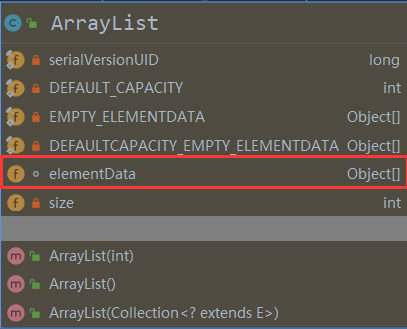 ArrayList
serialVersionUID long
DEFAULT_CAPACITY int
EMPTY_ELEMENTDATA Object[]
DEFAULTCAPACITY_EMPTY_ELEMENTDATA Object[]
elementData Object[]
size int
ArrayList(int)
ArrayList()
ArrayList(Collection<? extends E>)